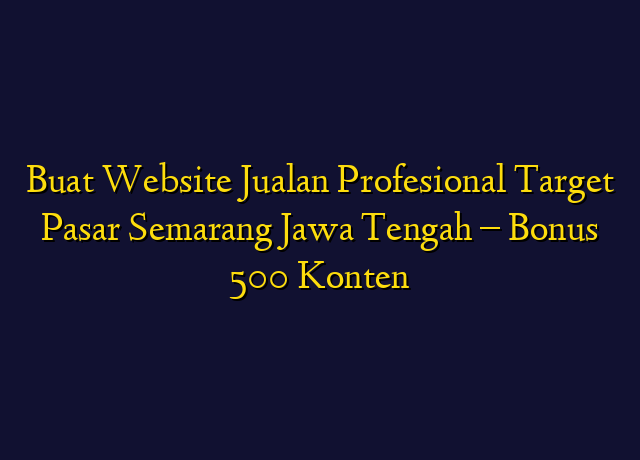 Buat Website Jualan Profesional Target
Pasar Semarang Jawa Tengah – Bonus
500 Konten